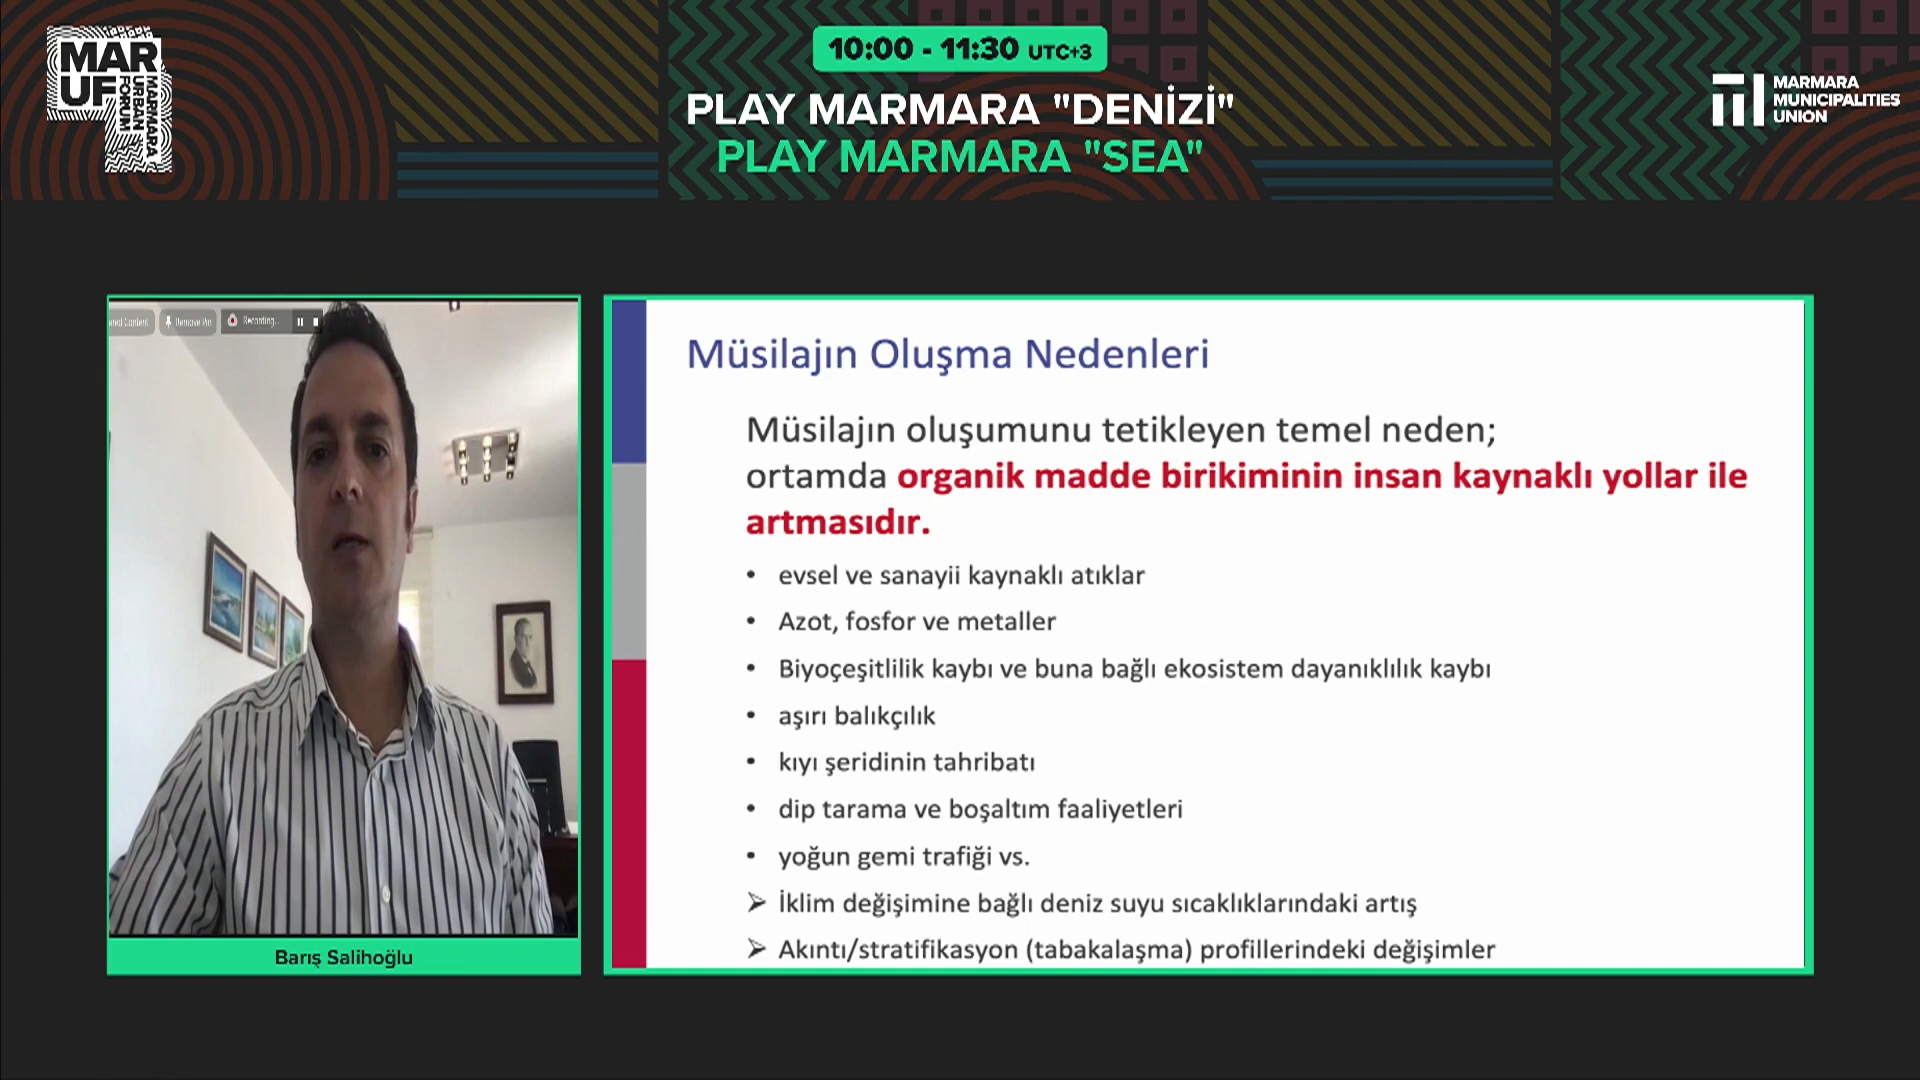 MAR
UF
MARMARA
URBAN
FORUM
10:00 - 11:30 UTC+3
PLAY MARMARA "DENİZİ"
PLAY MARMARA "SEA"
MARMARA
MUNICIPALITIES
UNION
Remove Pin
Recording...
Müsilajın Oluşma Nedenleri
Müsilajın oluşumunu tetikleyen temel neden;
ortamda organik madde birikiminin insan kaynaklı yollar ile
artmasıdır.
• evsel ve sanayii kaynaklı atıklar
• Azot, fosfor ve metaller
• Biyoçeşitlilik kaybı ve buna bağlı ekosistem dayanıklılık kaybı
• aşırı balıkçılık
• kıyı şeridinin tahribatı
• dip tarama ve boşaltım faaliyetleri
• yoğun gemi trafiği vs.
➢ İklim değişimine bağlı deniz suyu sıcaklıklarındaki artış
➢ Akıntı/stratifikasyon (tabakalaşma) profillerindeki değişimler
Barış Salihoğlu